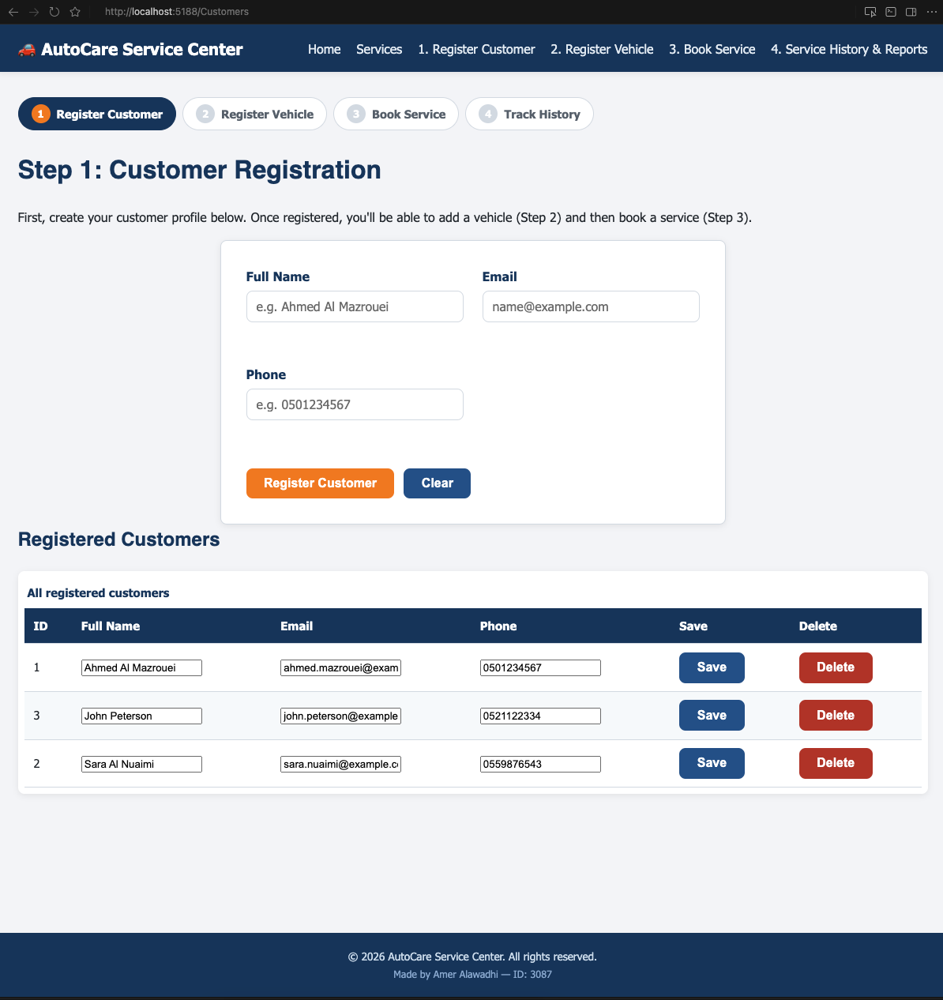 http://localhost:5188/Customers
AutoCare Service Center
Home Services 1. Register Customer 2. Register Vehicle 3. Book Service 4. Service History & Reports
1 Register Customer 2 Register Vehicle 3 Book Service 4 Track History
Step 1: Customer Registration
First, create your customer profile below. Once registered, you'll be able to add a vehicle (Step 2) and then book a service (Step 3).
Full Name Email
e.g. Ahmed Al Mazrouei name@example.com
Phone
e.g. 0501234567
Register Customer Clear
Registered Customers
All registered customers
ID Full Name Email Phone Save Delete
1 Ahmed Al Mazrouei ahmed.mazrouei@exam 0501234567 Save Delete
3 John Peterson john.peterson@example 0521122334 Save Delete
2 Sara Al Nuaimi sara.nuaimi@example.c 0559876543 Save Delete
© 2026 AutoCare Service Center. All rights reserved.
Made by Amer Alawadhi — ID: 3087